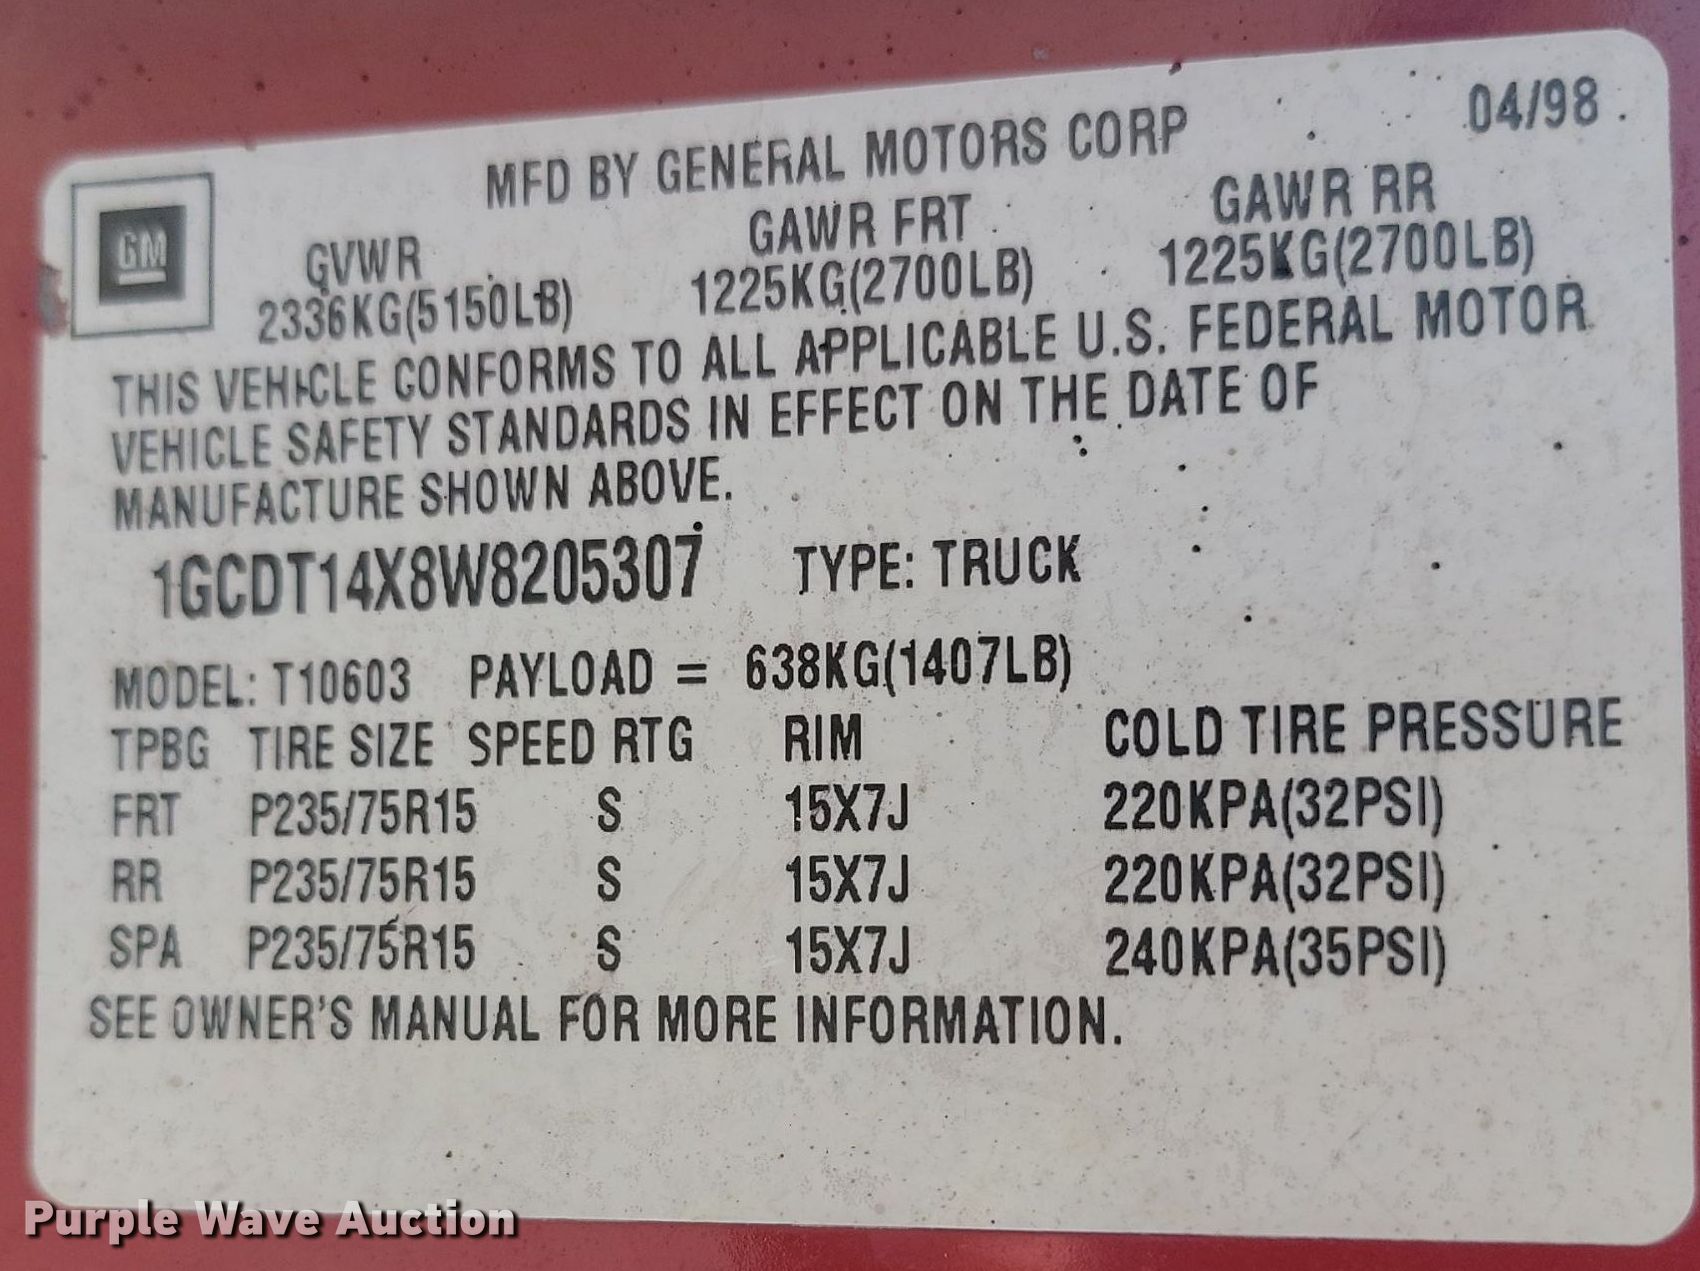 04/98
MFD BY GENERAL MOTORS CORP
GM
GVWR GAWR FRT GAWR RR
2336KG(5150LB) 1225KG(2700LB) 1225KG(2700LB)
THIS VEHICLE CONFORMS TO ALL APPLICABLE U.S. FEDERAL MOTOR
VEHICLE SAFETY STANDARDS IN EFFECT ON THE DATE OF
MANUFACTURE SHOWN ABOVE.
1GCDT14X8W8205307 TYPE: TRUCK
MODEL: T10603 PAYLOAD = 638KG(1407LB)
TPBG TIRE SIZE SPEED RTG RIM COLD TIRE PRESSURE
FRT P235/75R15 S 15X7J 220KPA(32PSI)
RR P235/75R15 S 15X7J 220KPA(32PSI)
SPA P235/75R15 S 15X7J 240KPA(35PSI)
SEE OWNER'S MANUAL FOR MORE INFORMATION.
Purple Wave Auction